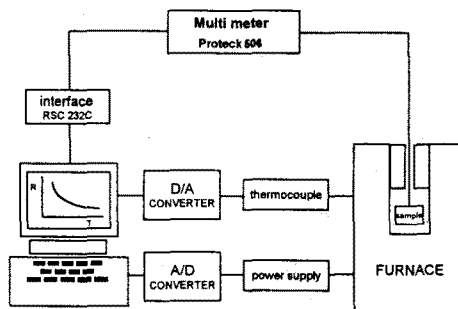 Multi meter
Proteck 506
interface
RSC 232C
R
T
D/A
CONVERTER
thermocouple
sample
A/D
CONVERTER
power supply
FURNACE